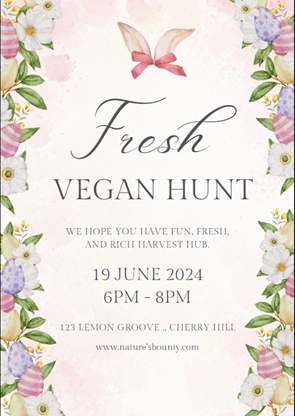 Fresh
VEGAN HUNT
WE HOPE YOU HAVE FUN, FRESH,
AND RICH HARVEST HUB.
19 JUNE 2024
6PM - 8PM
123 LEMON GROOVE ., CHERRY HILL
www.nature'sbounty.com